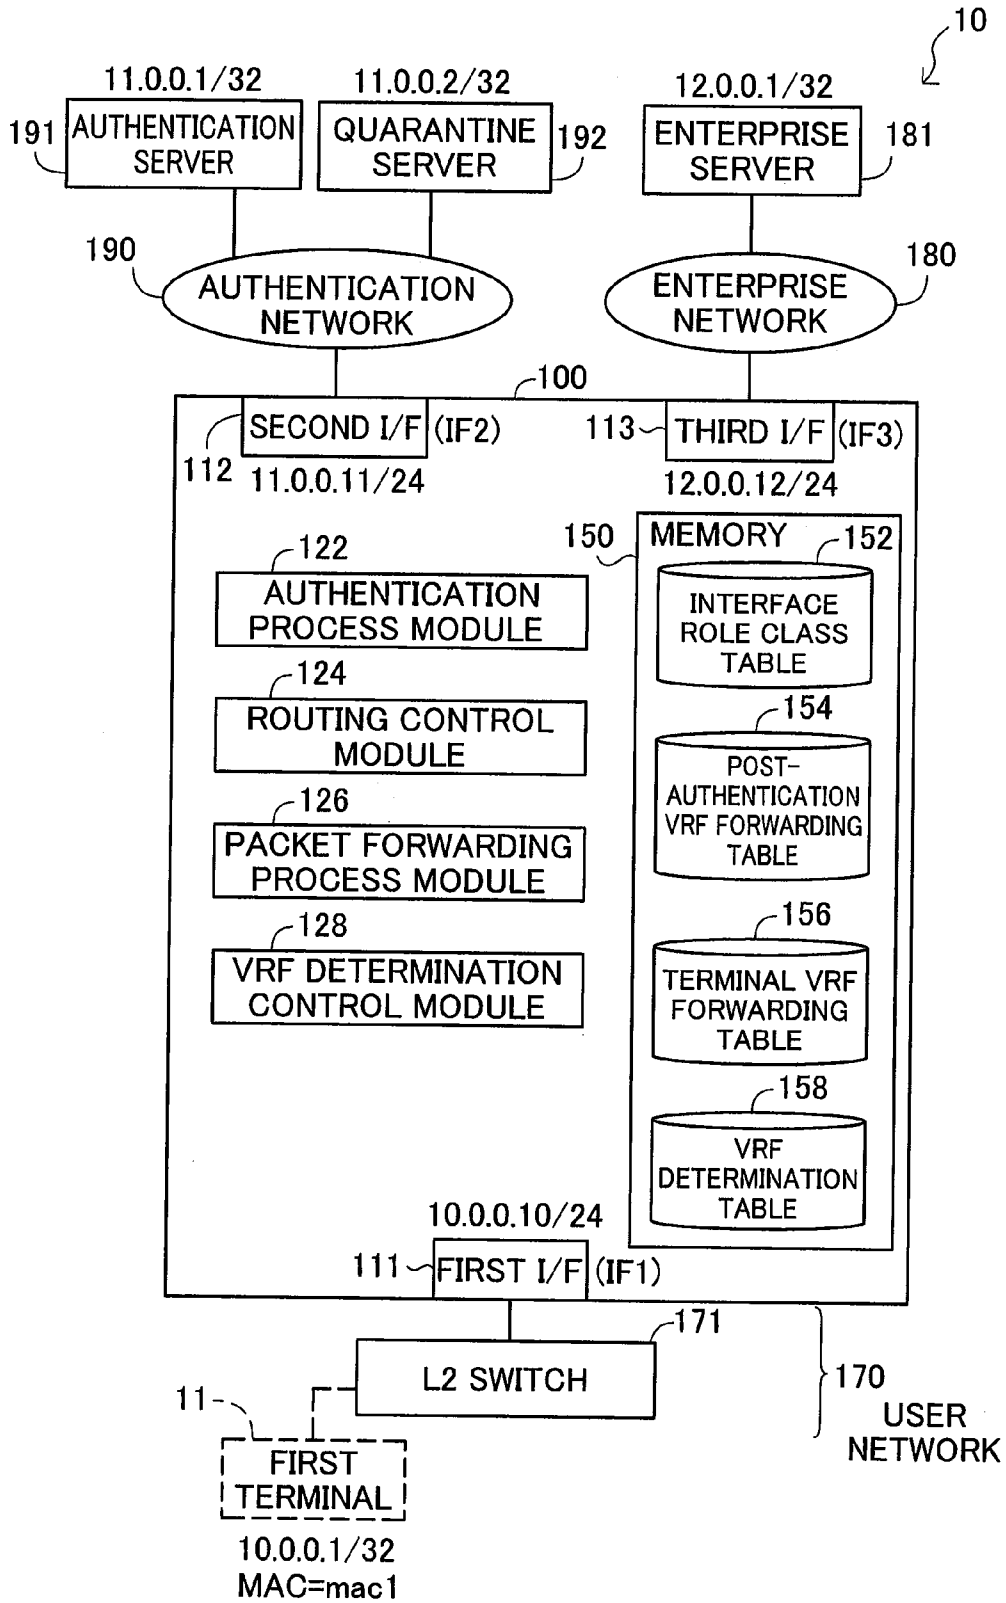 10
11.0.0.1/32
11.0.0.2/32
12.0.0.1/32
191
AUTHENTICATION
SERVER
QUARANTINE
SERVER
192
ENTERPRISE
SERVER
181
190
AUTHENTICATION
NETWORK
ENTERPRISE
NETWORK
180
100
112
SECOND I/F
(IF2)
11.0.0.11/24
113
THIRD I/F
(IF3)
12.0.0.12/24
150
MEMORY
152
INTERFACE
ROLE CLASS
TABLE
122
AUTHENTICATION
PROCESS MODULE
124
ROUTING CONTROL
MODULE
154
POST-
AUTHENTICATION
VRF FORWARDING
TABLE
126
PACKET FORWARDING
PROCESS MODULE
128
VRF DETERMINATION
CONTROL MODULE
156
TERMINAL VRF
FORWARDING
TABLE
158
VRF
DETERMINATION
TABLE
10.0.0.10/24
111
FIRST I/F
(IF1)
171
L2 SWITCH
170
USER
NETWORK
11
FIRST
TERMINAL
10.0.0.1/32
MAC=mac1